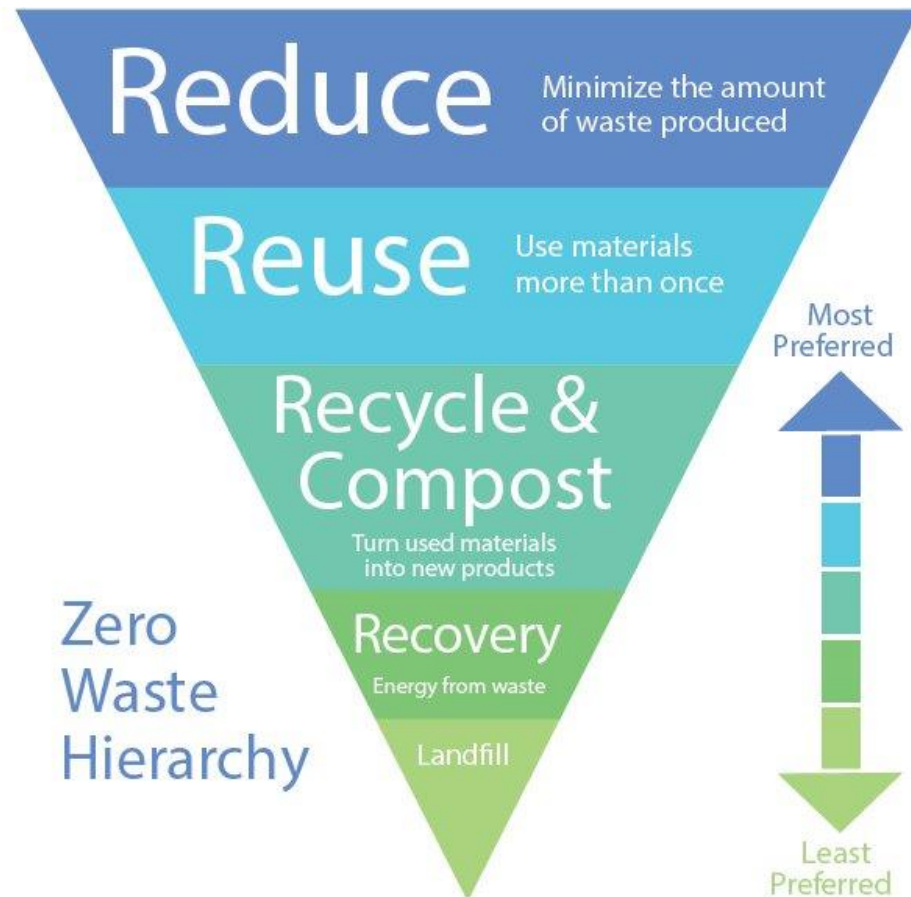 Reduce
Minimize the amount
of waste produced
Reuse
Use materials
more than once
Recycle &
Compost
Turn used materials
into new products
Recovery
Energy from waste
Landfill
Zero
Waste
Hierarchy
Most
Preferred
Least
Preferred